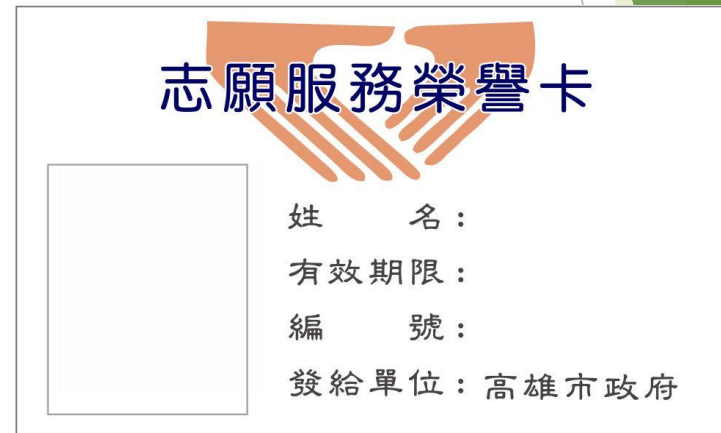 志願服務榮譽卡
姓　　名：
有效期限：
編　　號：
發給單位：高雄市政府